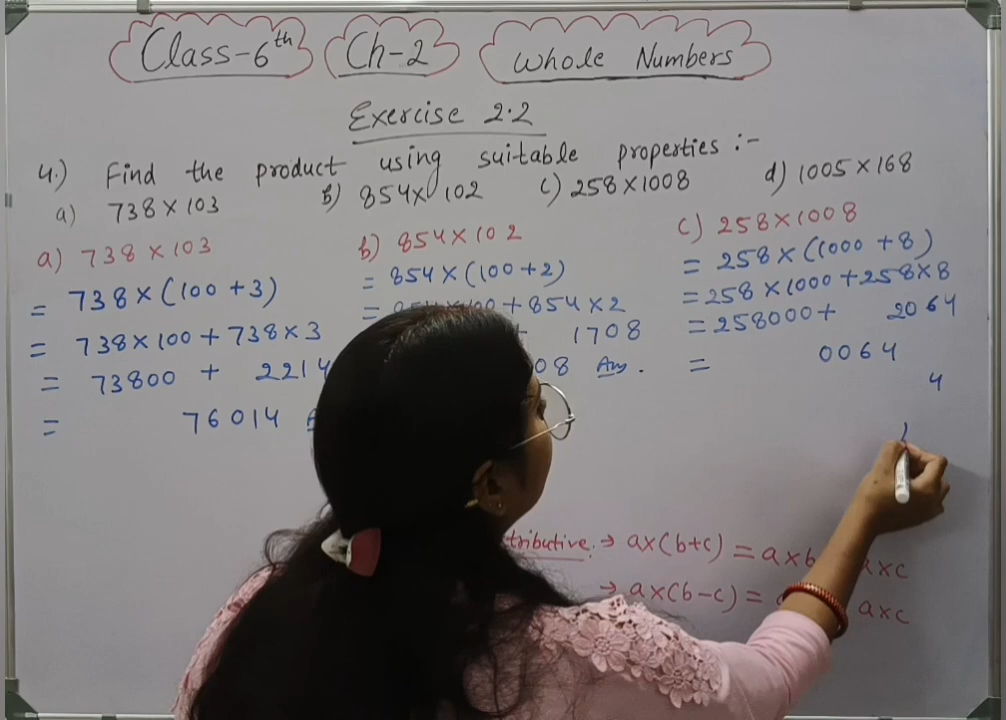 Class-6th Ch-2 Whole Numbers
Exercise 2.2
4.) Find the product using suitable properties :-
a) 738×103 b) 854×102 c) 258×1008 d) 1005×168
a) 738×103
= 738×(100+3)
= 738×100+738×3
= 73800 + 2214
= 76014
b) 854×102
= 854×(100+2)
= +854×2
1708
08 Ans.
c) 258×1008
= 258×(1000+8)
= 258×1000+258×8
= 258000+ 2064
= 0064
4
tributive → a×(b+c) = a×b a×c
→ a×(b-c) = a×c